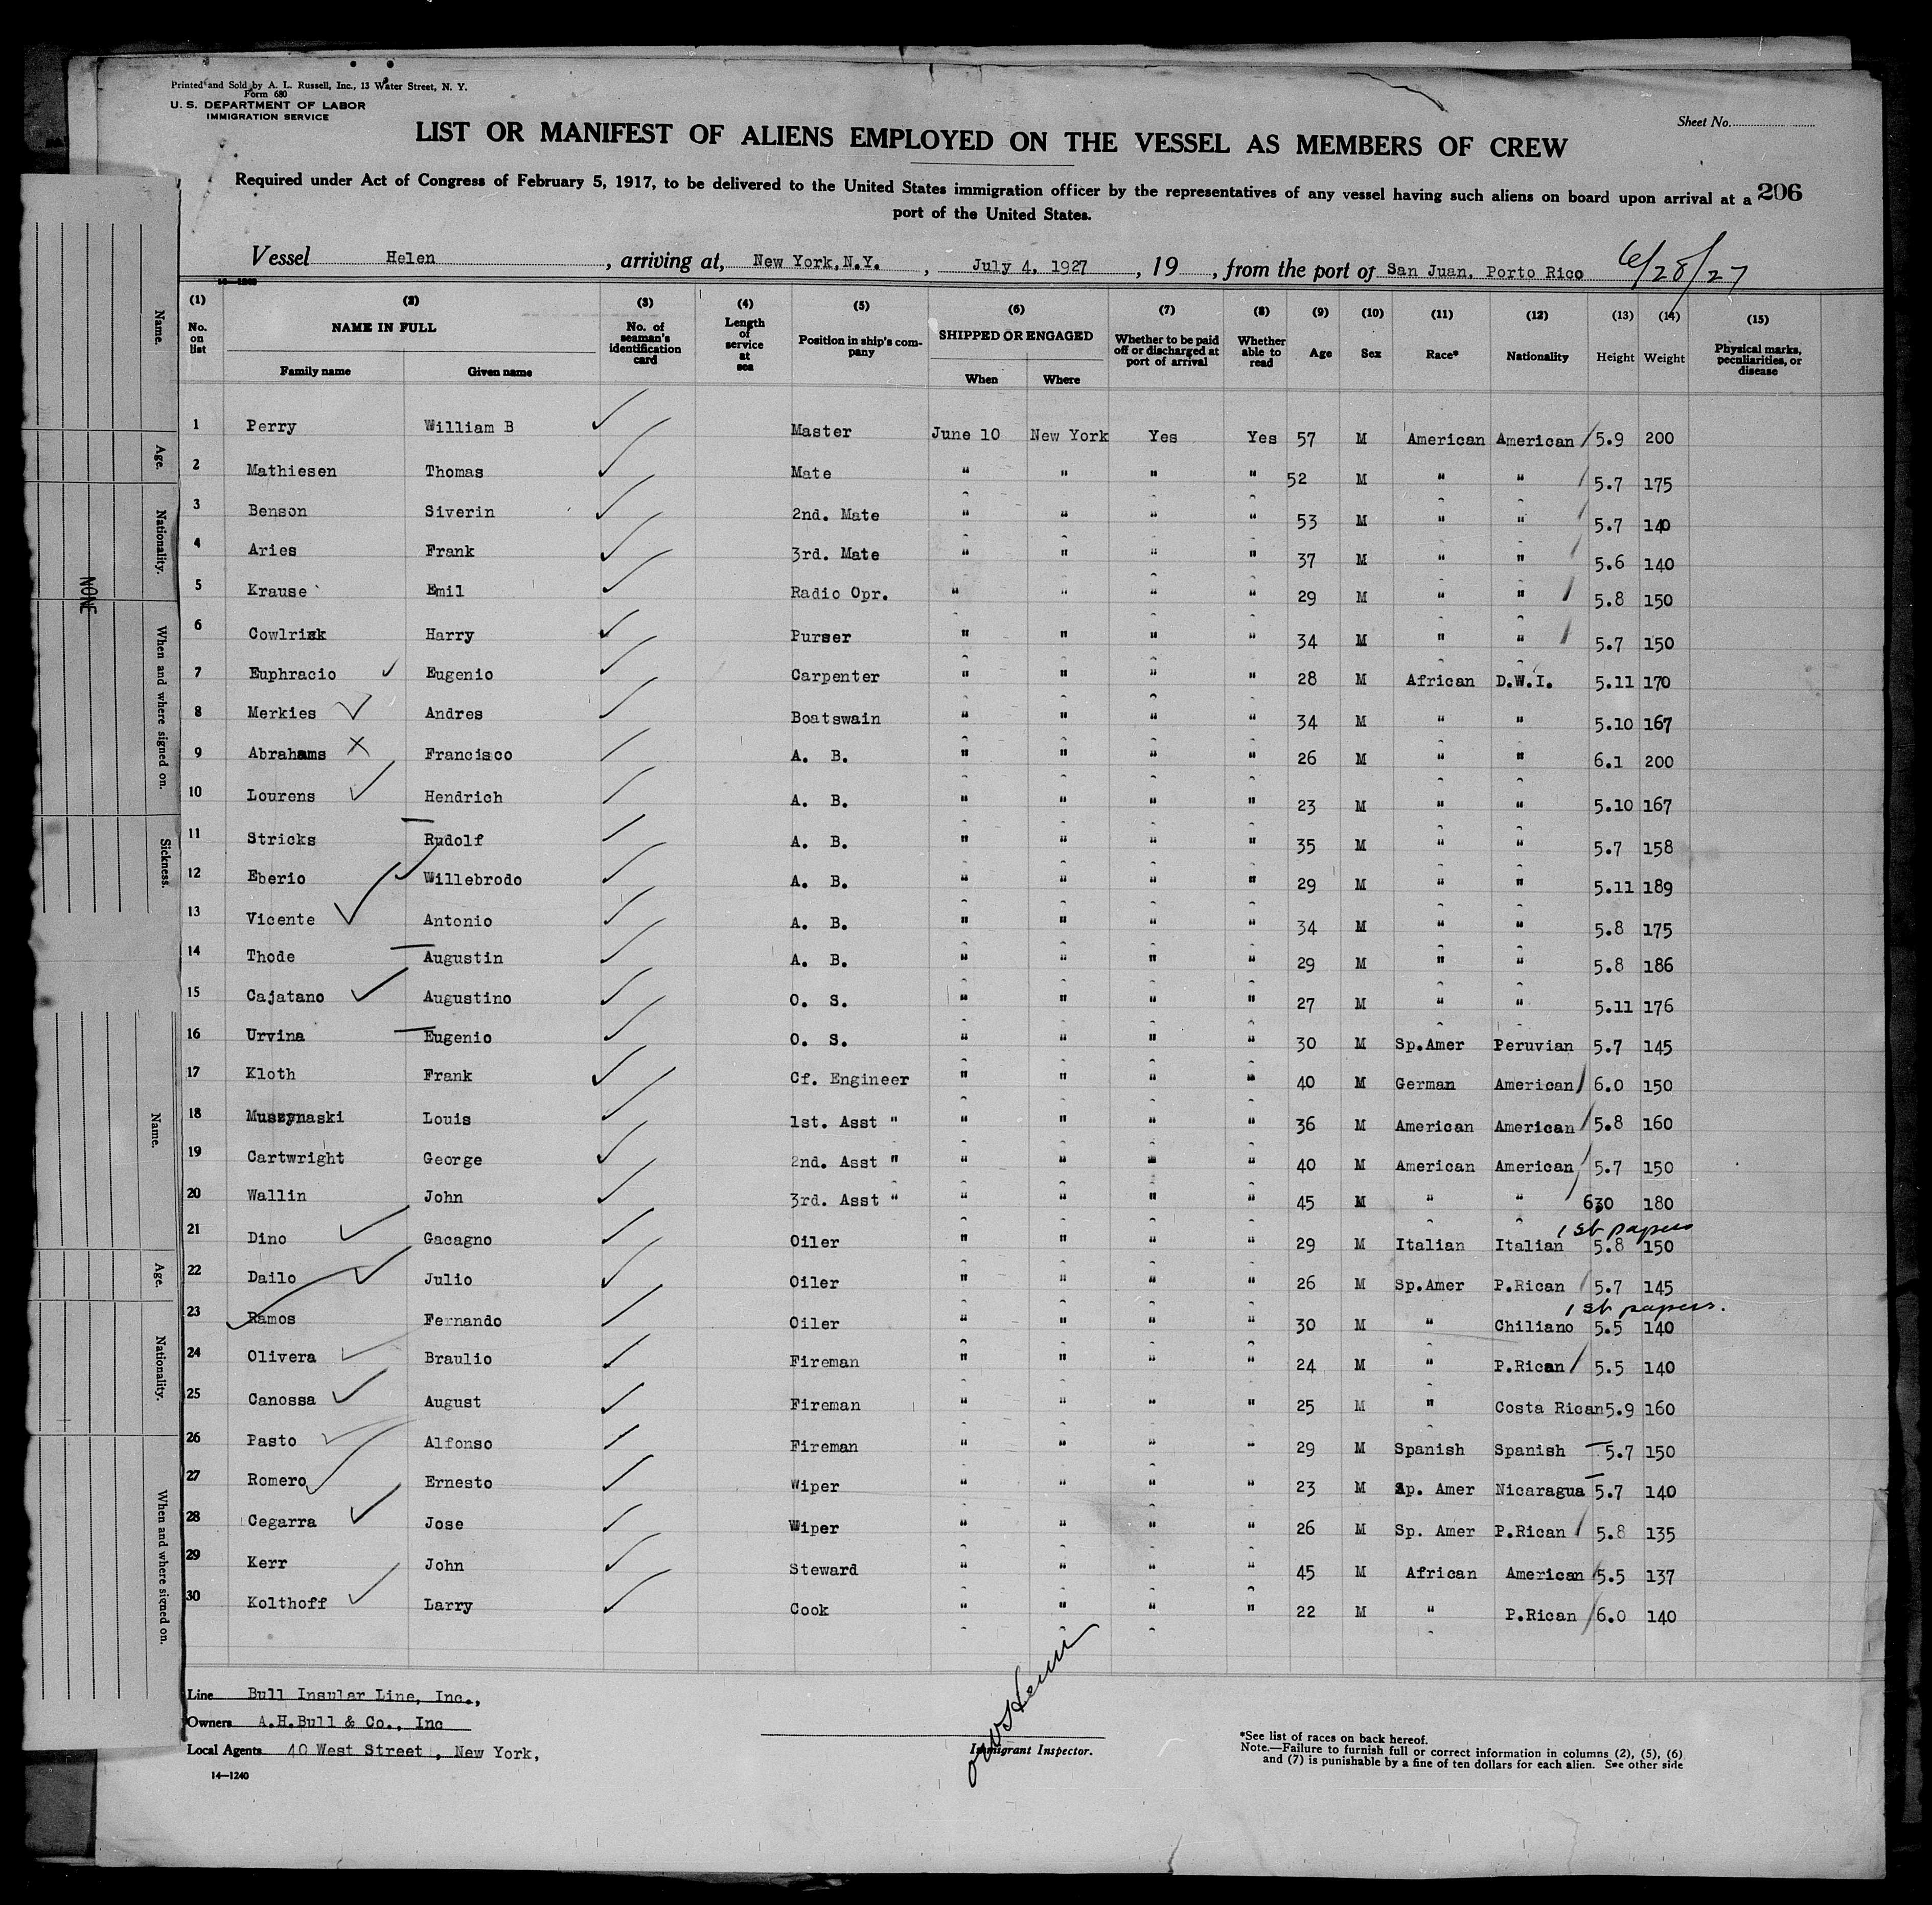 Printed and Sold by A. L. Russell, Inc., 13 Water Street, N. Y.
Form 680
U. S. DEPARTMENT OF LABOR
IMMIGRATION SERVICE
Sheet No.
LIST OR MANIFEST OF ALIENS EMPLOYED ON THE VESSEL AS MEMBERS OF CREW
Required under Act of Congress of February 5, 1917, to be delivered to the United States immigration officer by the representatives of any vessel having such aliens on board upon arrival at a 206
port of the United States.
Vessel Helen, arriving at, New York, N.Y., July 4, 1927, 19, from the port of San Juan, Porto Rico 6/28/27
(1) (2) (3) (4) (5) (6) (7) (8) (9) (10) (11) (12) (13) (14) (15)
No. on list NAME IN FULL Family name Given name No. of seaman's identification card Length of service at sea Position in ship's company SHIPPED OR ENGAGED When Where Whether to be paid off or discharged at port of arrival Whether able to read Age Sex Race* Nationality Height Weight Physical marks, peculiarities, or disease
1 Perry William B Master June 10 New York Yes Yes 57 M American American 5.9 200
2 Mathiesen Thomas Mate " " " " 52 M " " 5.7 175
3 Benson Siverin 2nd. Mate " " " " 53 M " " 5.7 140
4 Aries Frank 3rd. Mate " " " " 37 M " " 5.6 140
5 Krause Emil Radio Opr. " " " " 29 M " " 5.8 150
6 Harry Purser " " " " 34 M " " 5.7 150
7 Euphracio Eugenio Carpenter " " " " 28 M African D.W.I. 5.11 170
8 Merkies Andres Boatswain " " " " 34 M " " 5.10 167
9 Abrahams Francisco A. B. " " " " 26 M " " 6.1 200
10 Lourens Hendrich A. B. " " " " 23 M " " 5.10 167
11 Stricks Rudolf A. B. " " " " 35 M " " 5.7 158
12 Eberio Willebrodo A. B. " " " " 29 M " " 5.11 189
13 Vicente Antonio A. B. " " " " 34 M " " 5.8 175
14 Thode Augustin A. B. " " " " 29 M " " 5.8 186
15 Cajatano Augustino O. S. " " " " 27 M " " 5.11 176
16 Urvina Eugenio O. S. " " " " 30 M Sp.Amer Peruvian 5.7 145
17 Kloth Frank Cf. Engineer " " " " 40 M German American 6.0 150
18 Muszynaski Louis 1st. Asst " " " " " 36 M American American 5.8 160
19 Cartwright George 2nd. Asst " " " " " 40 M American American 5.7 150
20 Wallin John 3rd. Asst " " " " " 45 M " " 630 180
1st papers
21 Dino Gacagno Oiler " " " " 29 M Italian Italian 5.8 150
22 Dailo Julio Oiler " " " " 26 M Sp.Amer P.Rican 5.7 145
1st papers.
23 Ramos Fernando Oiler " " " " 30 M " Chiliano 5.5 140
24 Olivera Braulio Fireman " " " " 24 M " P.Rican 5.5 140
25 Canossa August Fireman " " " " 25 M " Costa Rican 5.9 160
26 Pasto Alfonso Fireman " " " " 29 M Spanish Spanish 5.7 150
27 Romero Ernesto Wiper " " " " 23 M Sp. Amer Nicaragua 5.7 140
28 Cegarra Jose Wiper " " " " 26 M Sp. Amer P.Rican 5.8 135
29 Kerr John Steward " " " " 45 M African American 5.5 137
30 Kolthoff Larry Cook " " " " 22 M " P.Rican 6.0 140
Line Bull Insular Line, Inc.,
Owners A.H.Bull & Co., Inc
Local Agents 40 West Street, New York,
14—1240
Immigrant Inspector.
*See list of races on back hereof.
Note.—Failure to furnish full or correct information in columns (2), (5), (6)
and (7) is punishable by a fine of ten dollars for each alien. See other side
Name.
Age.
Nationality.
NONE
When and where signed on.
Sickness.
Name.
Age.
Nationality.
When and where signed on.